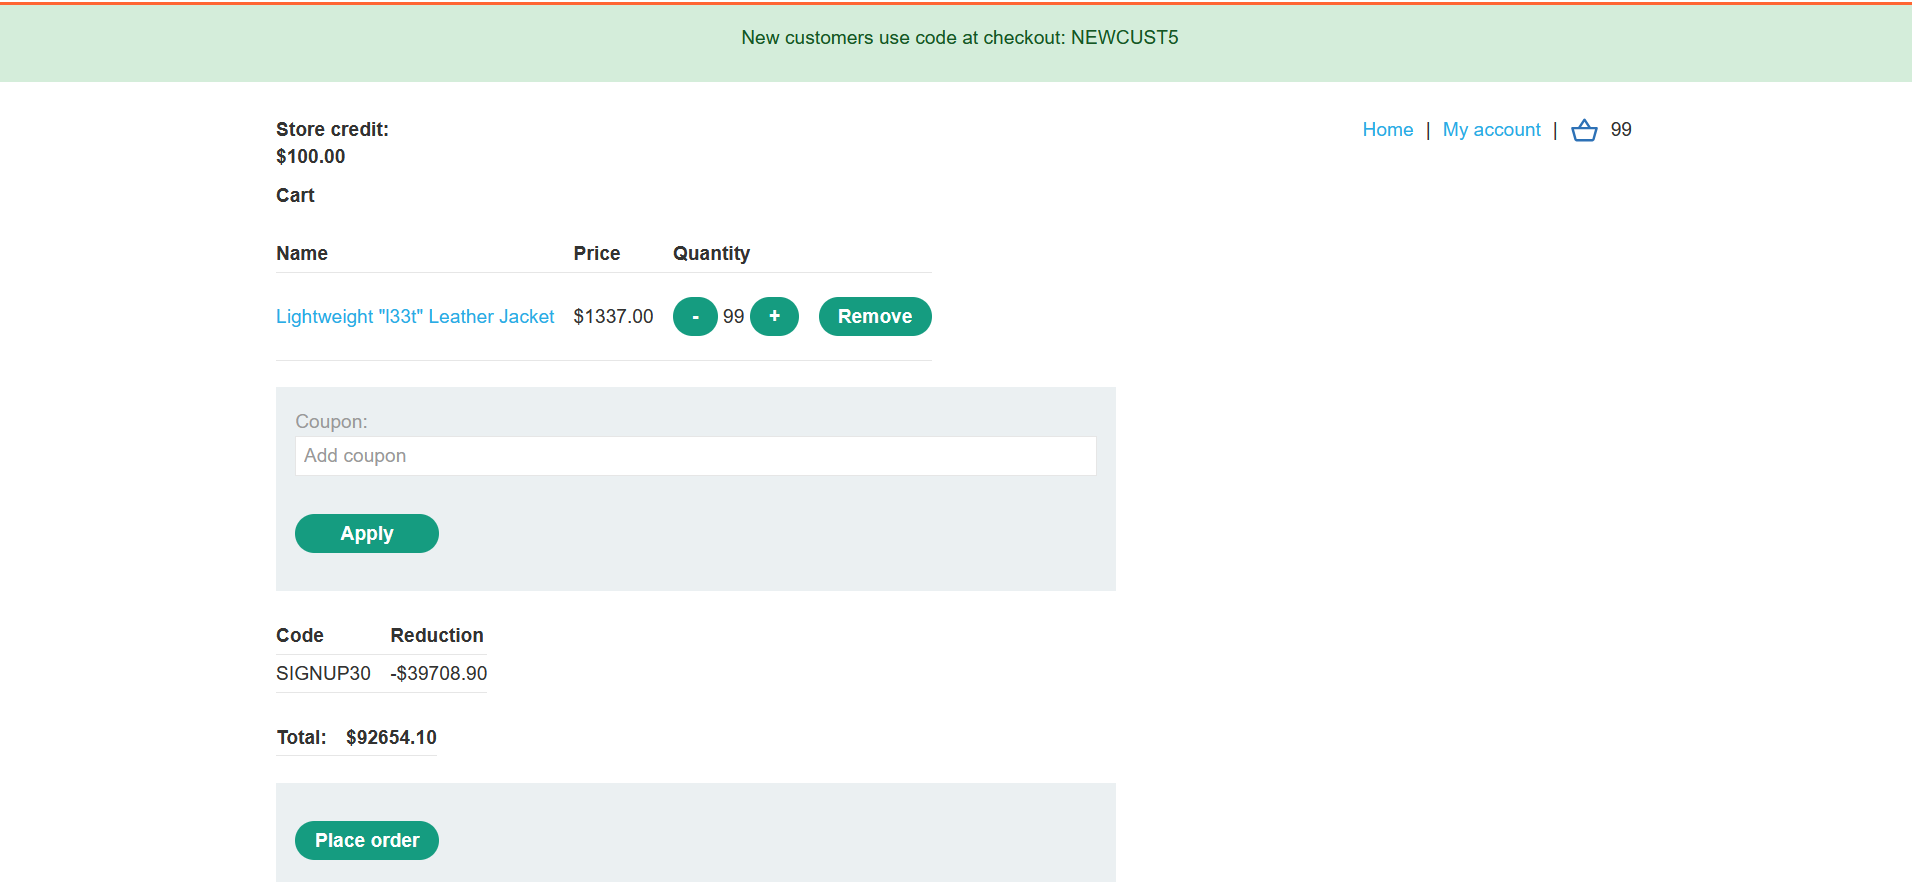 New customers use code at checkout: NEWCUST5
Store credit:
$100.00
Home | My account | 99
Cart
Name Price Quantity
Lightweight "l33t" Leather Jacket $1337.00 - 99 + Remove
Coupon:
Add coupon
Apply
Code Reduction
SIGNUP30 -$39708.90
Total: $92654.10
Place order